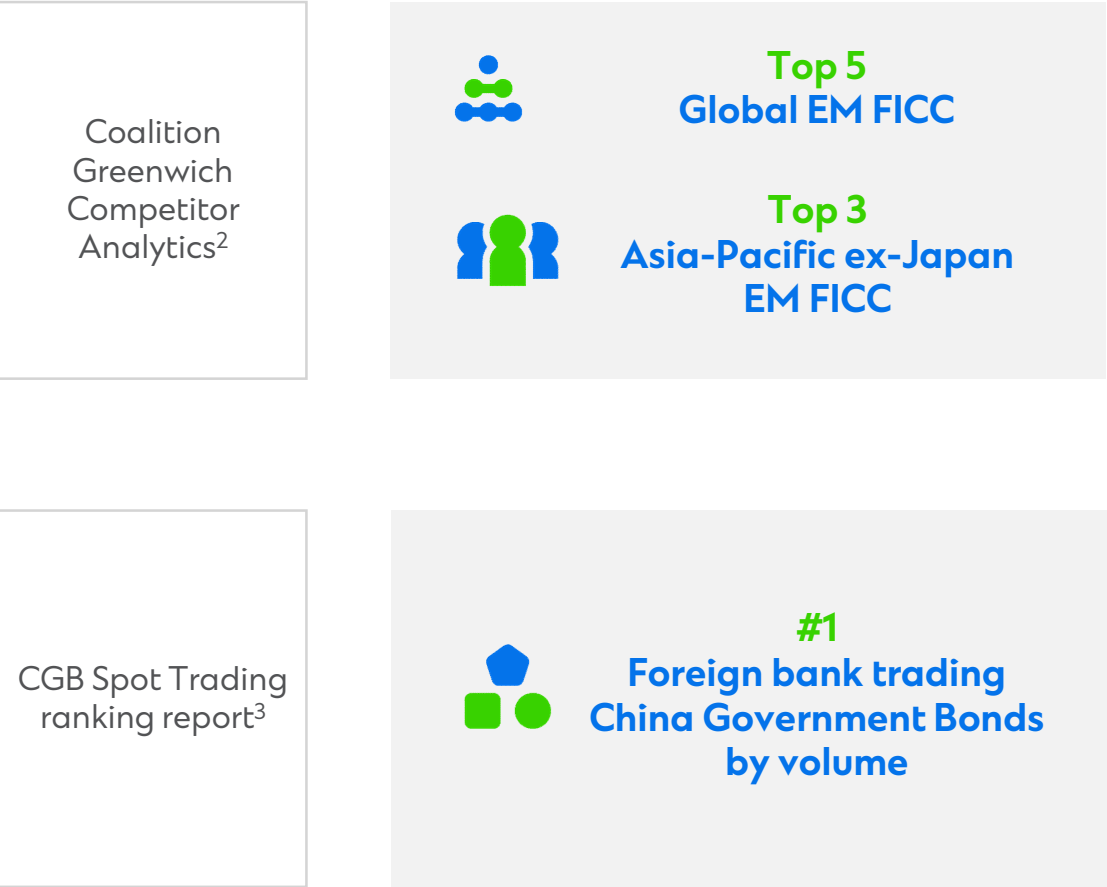 Coalition
Greenwich
Competitor
Analytics²
Top 5
Global EM FICC
Top 3
Asia-Pacific ex-Japan
EM FICC
CGB Spot Trading
ranking report³
#1
Foreign bank trading
China Government Bonds
by volume